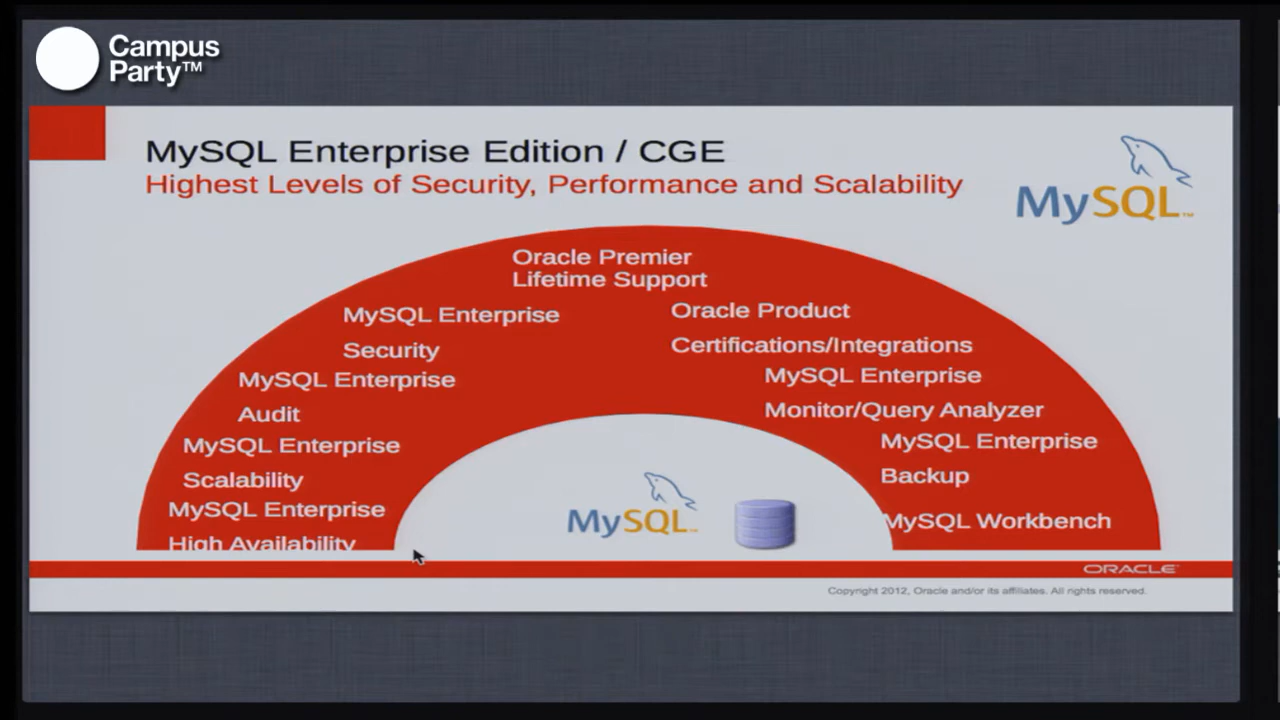 Campus
Party™
MySQL Enterprise Edition / CGE
Highest Levels of Security, Performance and Scalability
MySQL™
Oracle Premier
Lifetime Support
MySQL Enterprise
Security
Oracle Product
Certifications/Integrations
MySQL Enterprise
Audit
MySQL Enterprise
Monitor/Query Analyzer
MySQL Enterprise
Scalability
MySQL Enterprise
Backup
MySQL Enterprise
High Availability
MySQL Workbench
MySQL™
ORACLE
Copyright 2012, Oracle and/or its affiliates. All rights reserved.